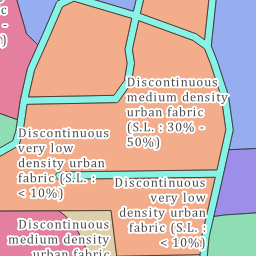 - 
%)
Discontinuous
medium density
urban fabric
(S.L. : 30% -
50%)
Discontinuous
very low
density urban
fabric (S.L. :
< 10%)
Discontinuous
very low
density urban
fabric (S.L. :
< 10%)
Discontinuous
medium density
urban fabric